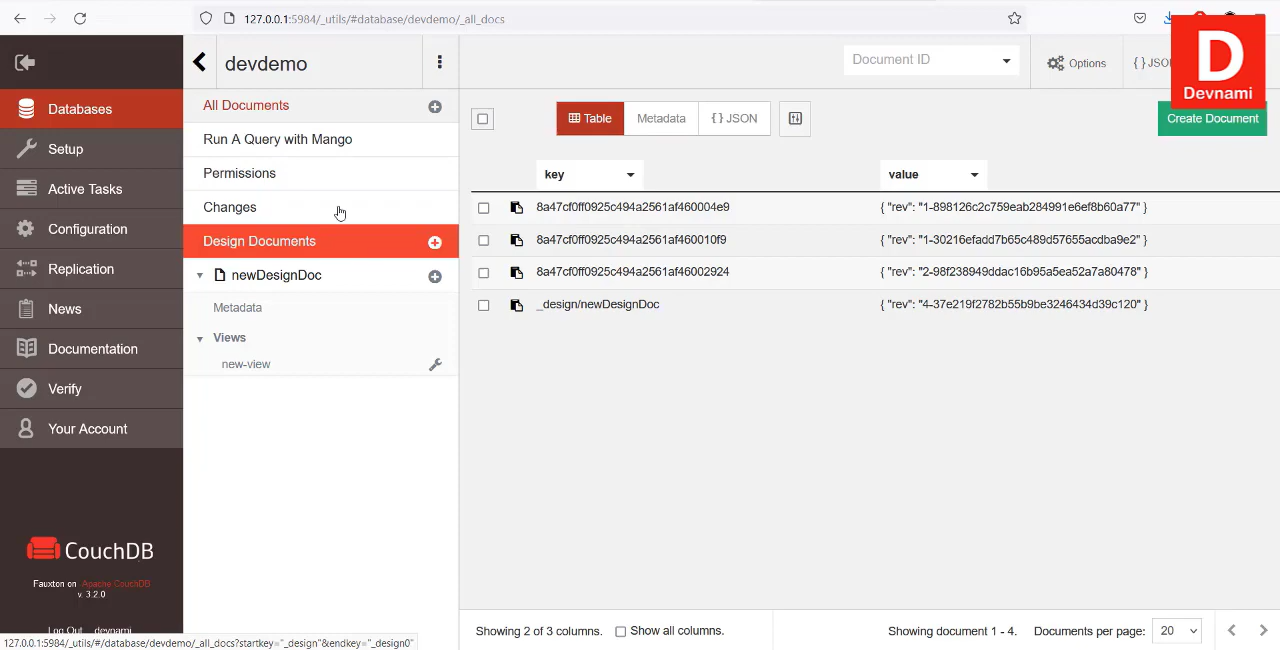 127.0.0.1:5984/_utils/#database/devdemo/_all_docs
D
Devnami
devdemo
Document ID
Options
{ } JSO
Databases
Setup
Active Tasks
Configuration
Replication
News
Documentation
Verify
Your Account
CouchDB
Fauxton on Apache CouchDB
v. 3.2.0
Log Out devnami
All Documents
Run A Query with Mango
Permissions
Changes
Design Documents
newDesignDoc
Metadata
Views
new-view
Table
Metadata
{ } JSON
Create Document
key value
8a47cf0ff0925c494a2561af460004e9 { "rev": "1-898126c2c759eab284991e6ef8b60a77" }
8a47cf0ff0925c494a2561af460010f9 { "rev": "1-30216efadd7b65c489d57655acdba9e2" }
8a47cf0ff0925c494a2561af46002924 { "rev": "2-98f238949ddac16b95a5ea52a7a80478" }
_design/newDesignDoc { "rev": "4-37e219f2782b55b9be3246434d39c120" }
Showing 2 of 3 columns. Show all columns. Showing document 1 - 4. Documents per page: 20
127.0.0.1:5984/_utils/#/database/devdemo/_all_docs?startkey="_design"&endkey="_design0"